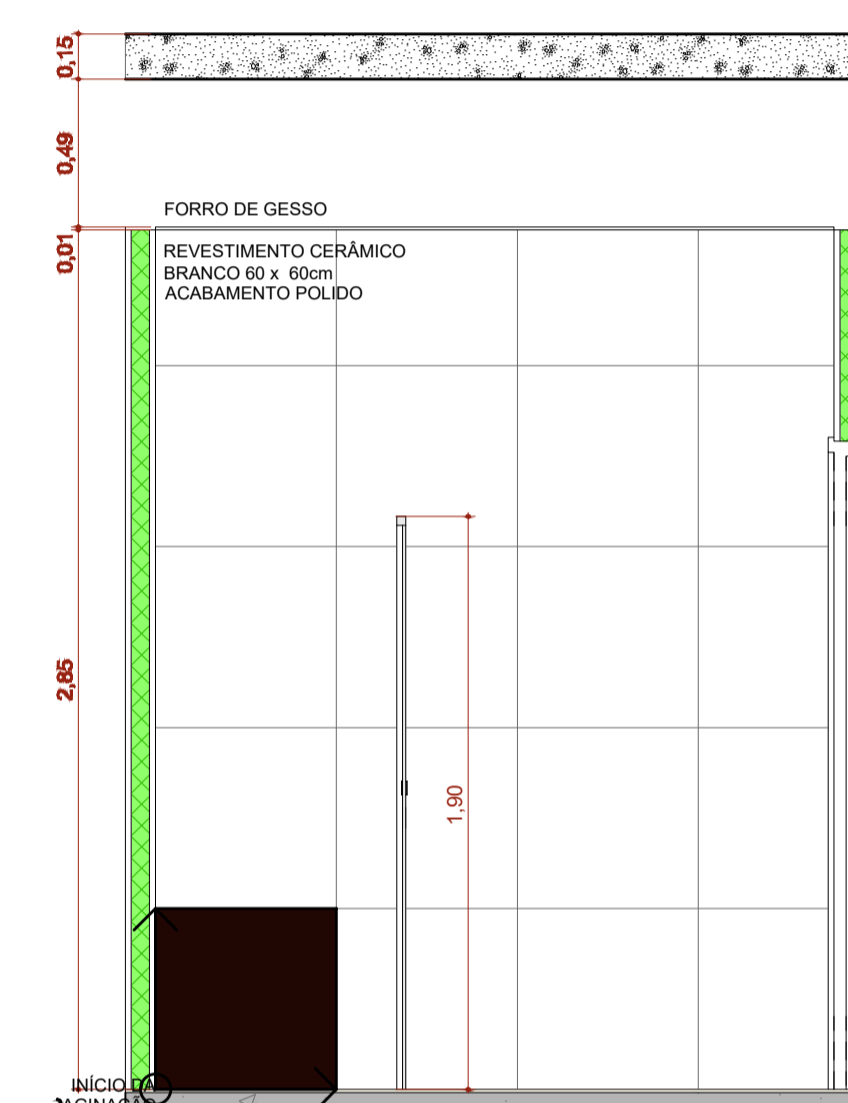 0,15
0,49
FORRO DE GESSO
0,01
REVESTIMENTO CERÂMICO
BRANCO 60 x 60cm
ACABAMENTO POLIDO
2,85
1,90
INÍCIO DA